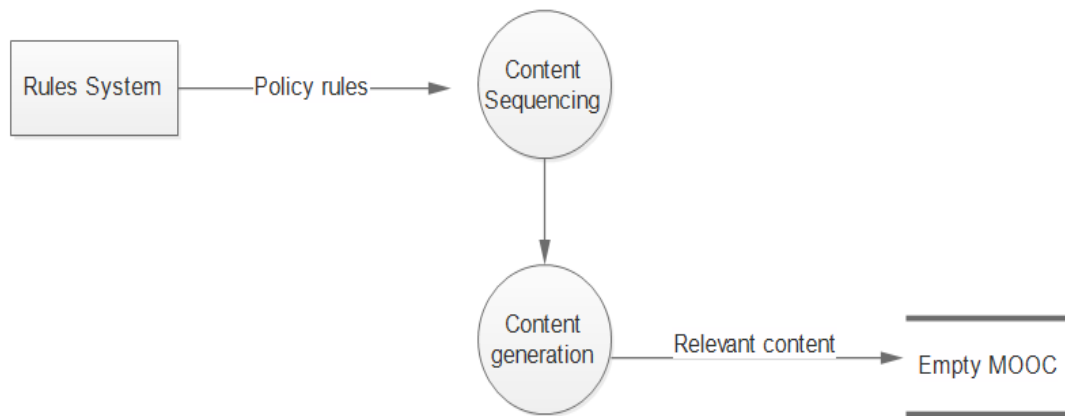 Rules System
Policy rules
Content
Sequencing
Content
generation
Relevant content
Empty MOOC